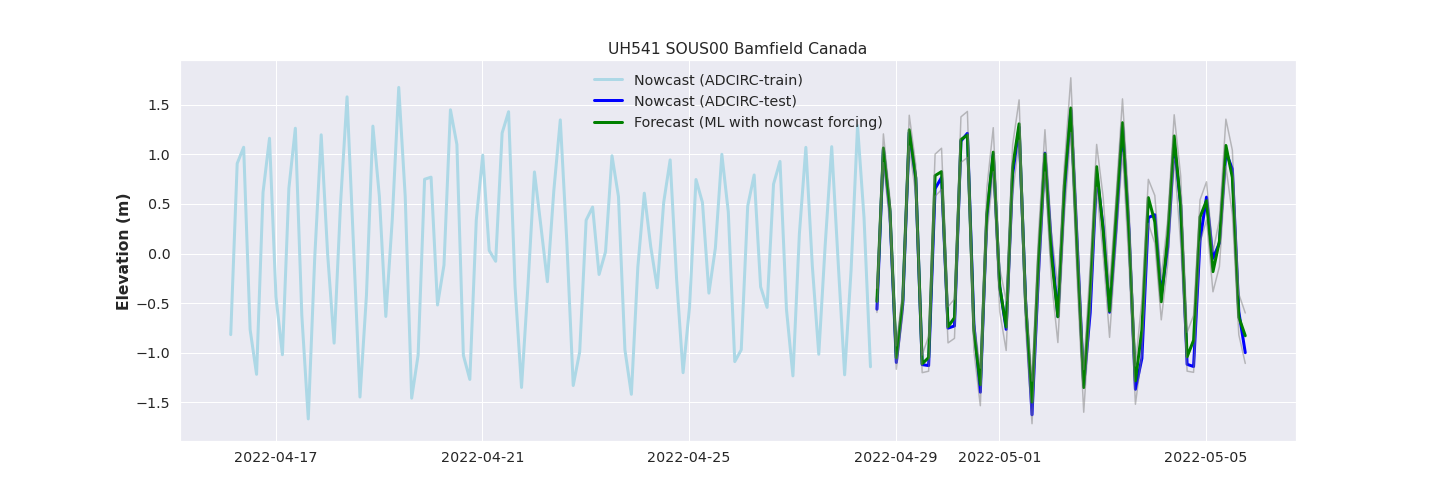 UH541 SOUS00 Bamfield Canada
Nowcast (ADCIRC-train)
Nowcast (ADCIRC-test)
Forecast (ML with nowcast forcing)
Elevation (m)
1.5
1.0
0.5
0.0
−0.5
−1.0
−1.5
2022-04-17 2022-04-21 2022-04-25 2022-04-29 2022-05-01 2022-05-05